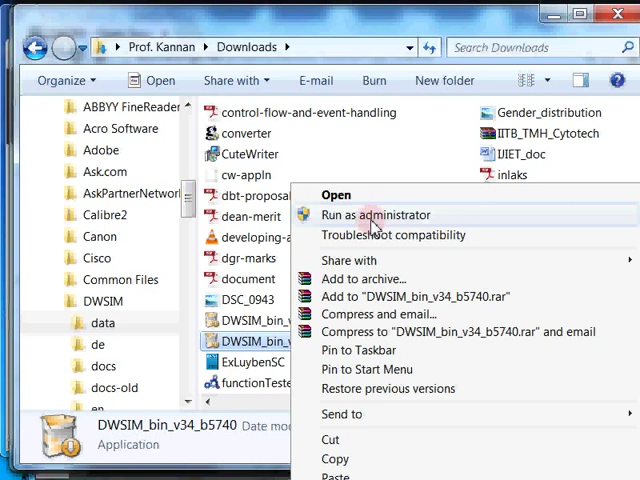 Prof. Kannan Downloads Search Downloads
Organize Open Share with E-mail Burn New folder
ABBYY FineReader
Acro Software
Adobe
Ask.com
AskPartnerNetwork
Calibre2
Canon
Cisco
Common Files
DWSIM
data
de
docs
docs-old
en
control-flow-and-event-handling
converter
CuteWriter
cw-appln
dbt-proposa
dean-merit
developing-a
dgr-marks
document
DSC_0943
DWSIM_bin_v
DWSIM_bin_v
ExLuybenSC
functionTeste
Gender_distribution
IITB_TMH_Cytotech
IJIET_doc
inlaks
Open
Run as administrator
Troubleshoot compatibility
Share with
Add to archive...
Add to "DWSIM_bin_v34_b5740.rar"
Compress and email...
Compress to "DWSIM_bin_v34_b5740.rar" and email
Pin to Taskbar
Pin to Start Menu
Restore previous versions
Send to
Cut
Copy
Paste
DWSIM_bin_v34_b5740 Date mo
Application